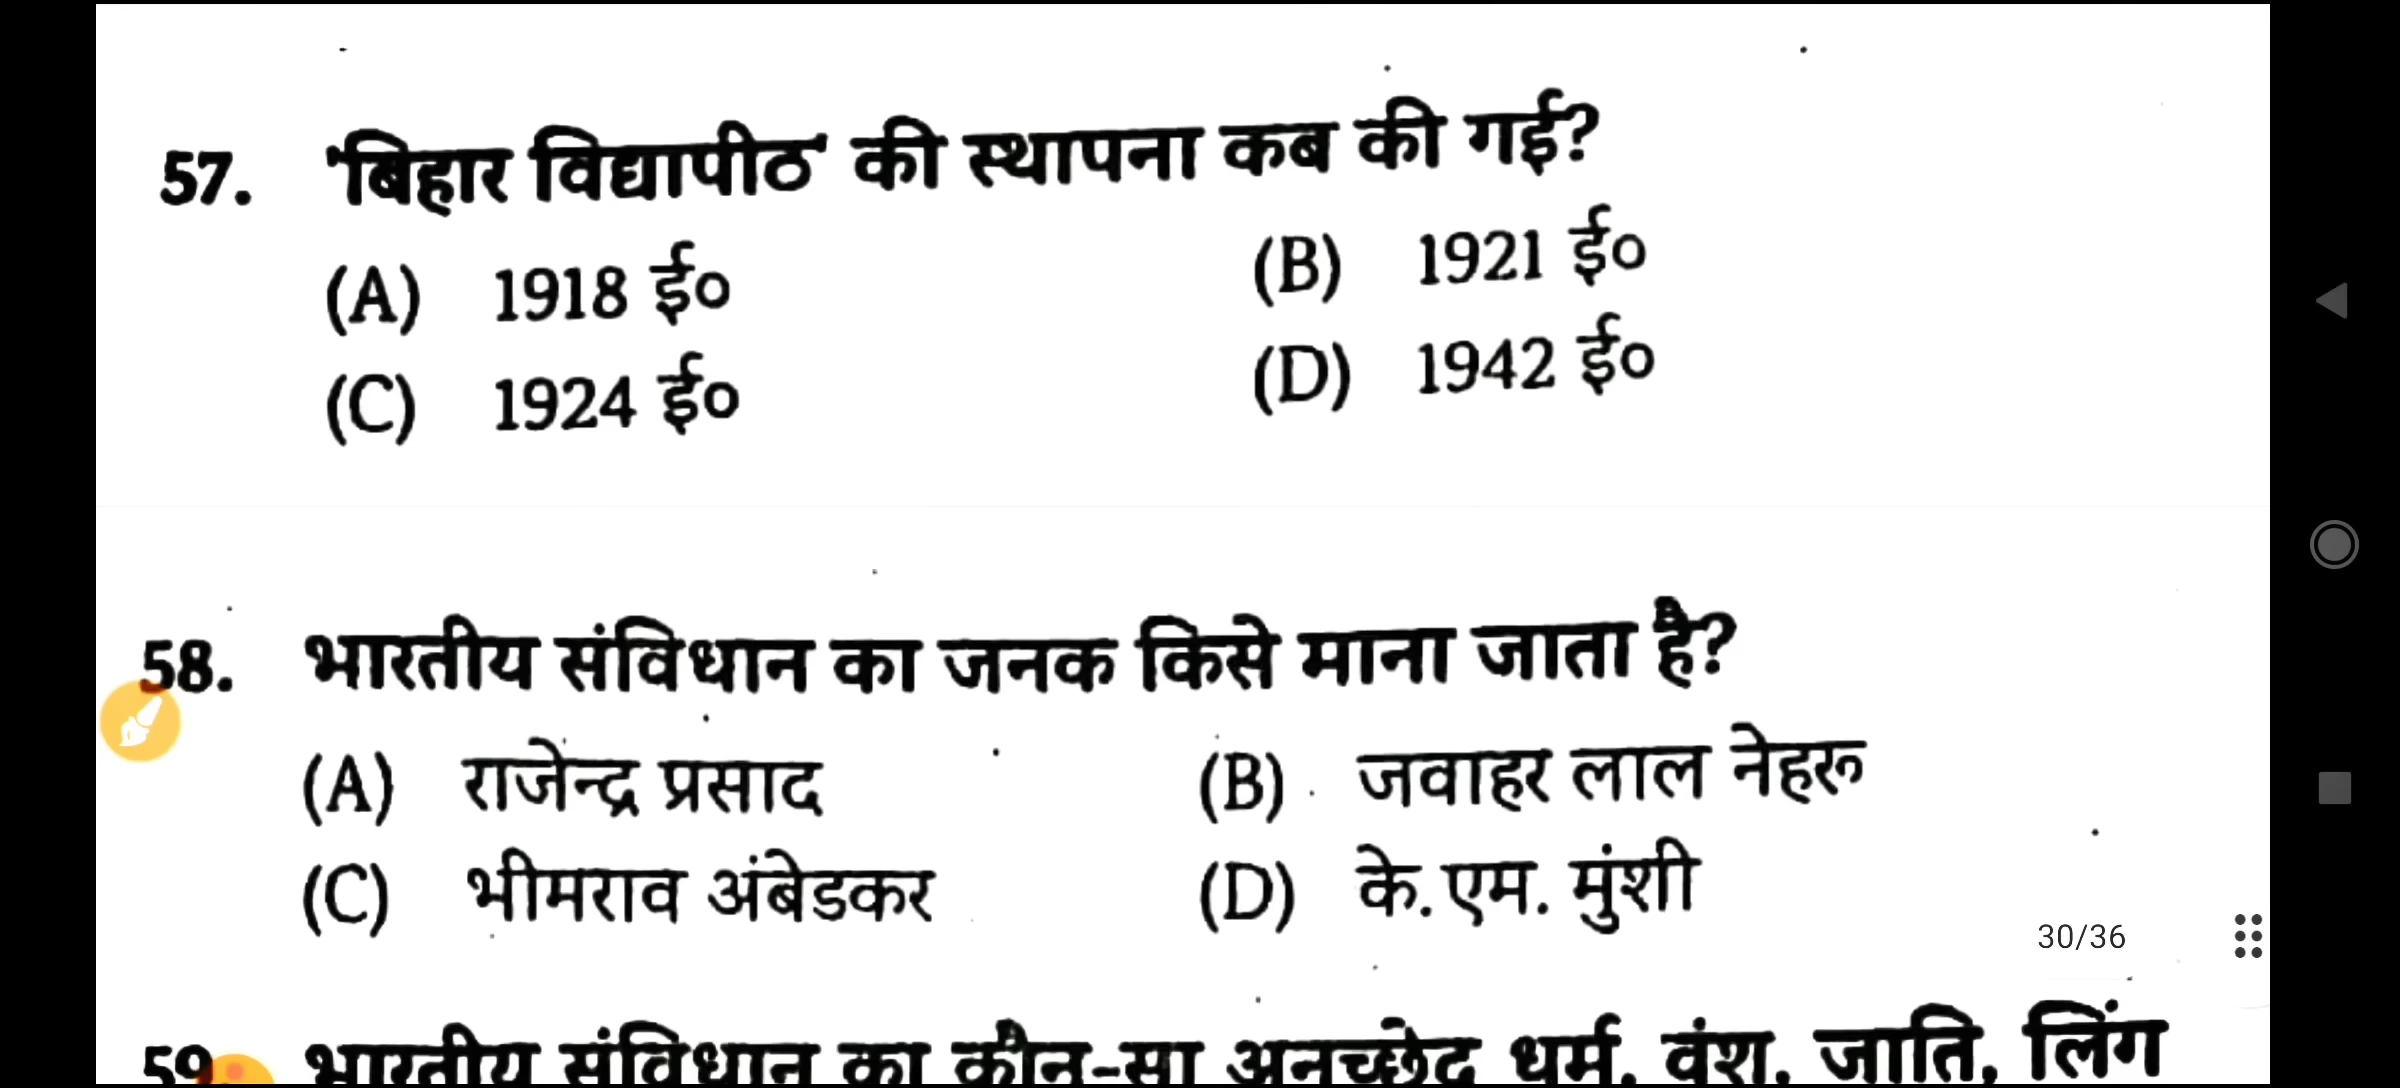 57. 'बिहार विद्यापीठ' की स्थापना कब की गई?
(A) 1918 ई० (B) 1921 ई०
(C) 1924 ई० (D) 1942 ई०
58. भारतीय संविधान का जनक किसे माना जाता है?
(A) राजेन्द्र प्रसाद (B) जवाहर लाल नेहरू
(C) भीमराव अंबेडकर (D) के. एम. मुंशी
30/36
59 भारतीय संविधान का कौन-सा अनुच्छेद धर्म, वंश, जाति, लिंग